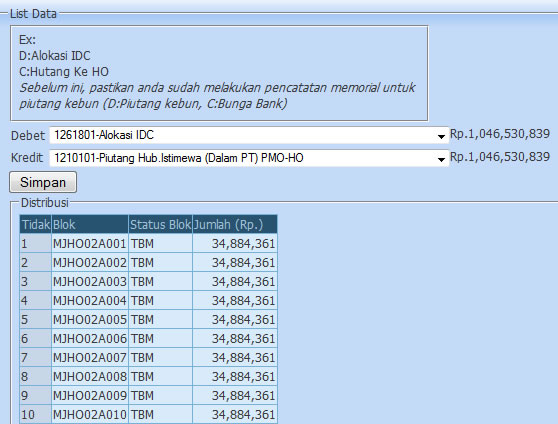 List Data
Ex:
D:Alokasi IDC
C:Hutang Ke HO
Sebelum ini, pastikan anda sudah melakukan pencatatan memorial untuk
piutang kebun (D:Piutang kebun, C:Bunga Bank)
Debet 1261801-Alokasi IDC Rp.1,046,530,839
Kredit 1210101-Piutang Hub.Istimewa (Dalam PT) PMO-HO Rp.1,046,530,839
Simpan
Distribusi
Tidak Blok Status Blok Jumlah (Rp.)
1 MJHO02A001 TBM 34,884,361
2 MJHO02A002 TBM 34,884,361
3 MJHO02A003 TBM 34,884,361
4 MJHO02A004 TBM 34,884,361
5 MJHO02A005 TBM 34,884,361
6 MJHO02A006 TBM 34,884,361
7 MJHO02A007 TBM 34,884,361
8 MJHO02A008 TBM 34,884,361
9 MJHO02A009 TBM 34,884,361
10 MJHO02A010 TBM 34,884,361